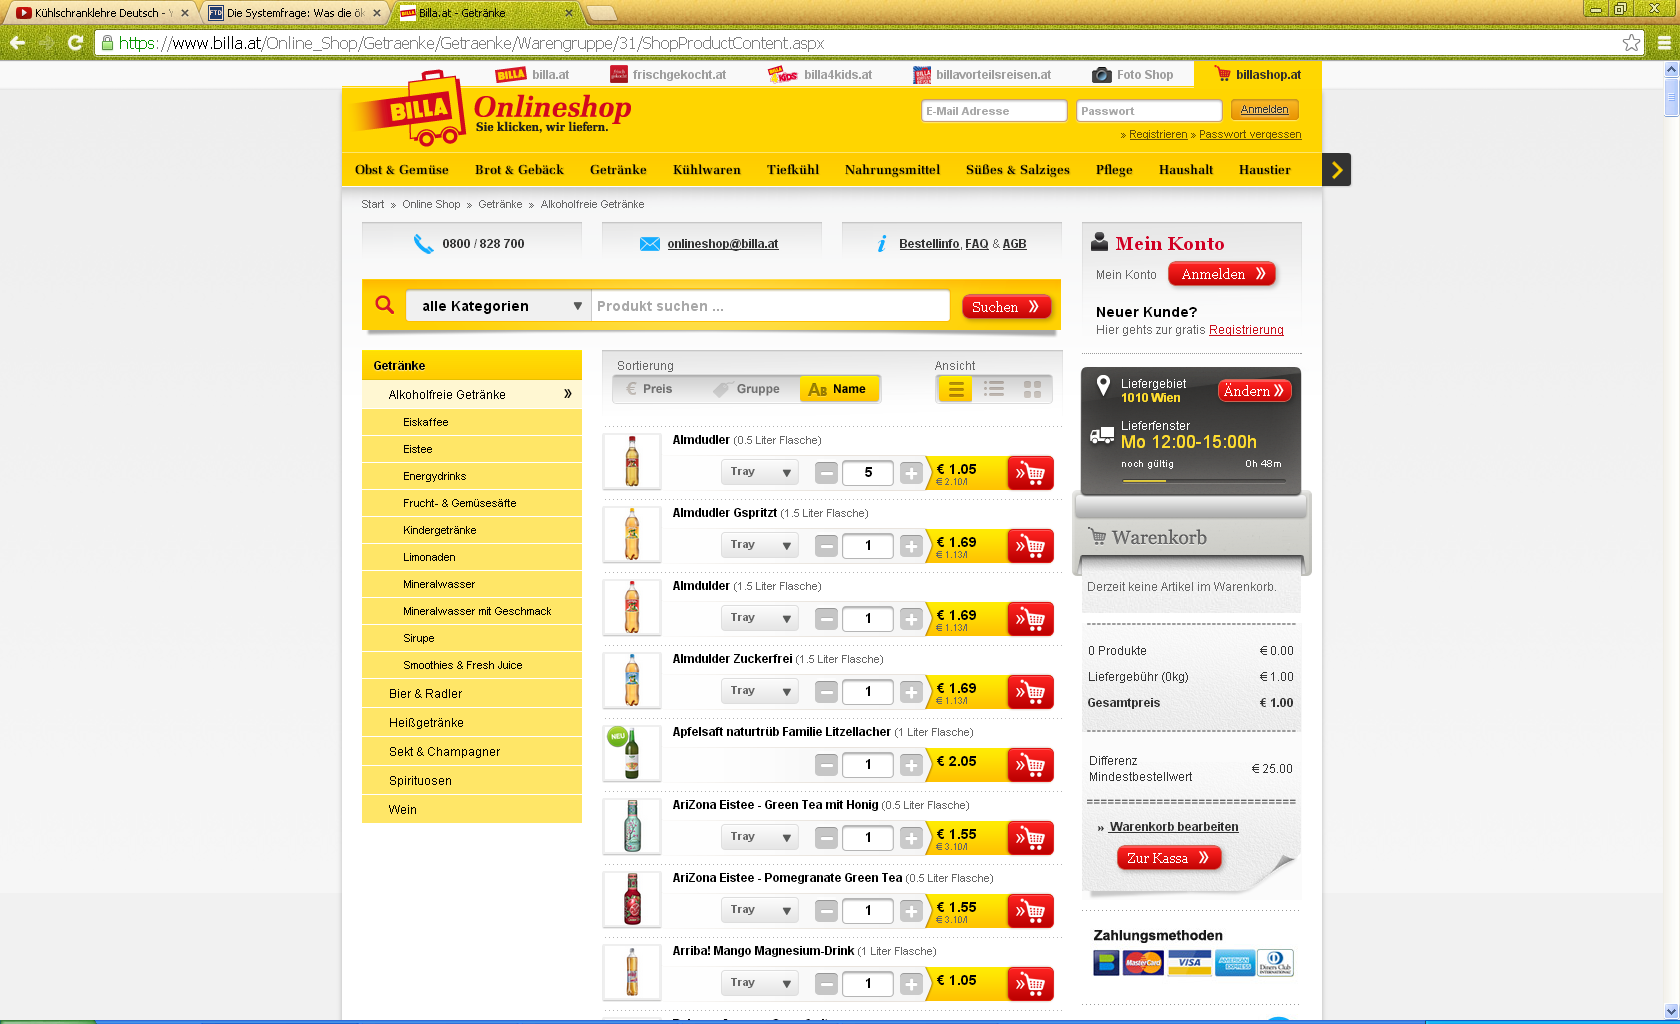 Kühlschranklehre Deutsch - Y
Die Systemfrage: Was die ök
Billa.at - Getränke
https://www.billa.at/Online_Shop/Getraenke/Getraenke/Warengruppe/31/ShopProductContent.aspx
BILLA billa.at
frischgekocht.at
billa4kids.at
billavorteilsreisen.at
Foto Shop
billashop.at
BILLA Onlineshop
Sie klicken, wir liefern.
E-Mail Adresse
Passwort
Anmelden
» Registrieren » Passwort vergessen
Obst & Gemüse Brot & Gebäck Getränke Kühlwaren Tiefkühl Nahrungsmittel Süßes & Salziges Pflege Haushalt Haustier
Start » Online Shop » Getränke » Alkoholfreie Getränke
0800 / 828 700
onlineshop@billa.at
Bestellinfo, FAQ & AGB
alle Kategorien
Produkt suchen ...
Suchen »
Getränke
Alkoholfreie Getränke »
Eiskaffee
Eistee
Energydrinks
Frucht- & Gemüsesäfte
Kindergetränke
Limonaden
Mineralwasser
Mineralwasser mit Geschmack
Sirupe
Smoothies & Fresh Juice
Bier & Radler
Heißgetränke
Sekt & Champagner
Spirituosen
Wein
Sortierung
€ Preis
Gruppe
AB Name
Ansicht
Almdudler (0.5 Liter Flasche)
Tray 5 € 1.05
€ 2.10/l
Almdudler Gspritzt (1.5 Liter Flasche)
Tray 1 € 1.69
€ 1.13/l
Almdulder (1.5 Liter Flasche)
Tray 1 € 1.69
€ 1.13/l
Almdulder Zuckerfrei (1.5 Liter Flasche)
Tray 1 € 1.69
€ 1.13/l
NEU
Apfelsaft naturtrüb Familie Litzellacher (1 Liter Flasche)
1 € 2.05
AriZona Eistee - Green Tea mit Honig (0.5 Liter Flasche)
Tray 1 € 1.55
€ 3.10/l
AriZona Eistee - Pomegranate Green Tea (0.5 Liter Flasche)
Tray 1 € 1.55
€ 3.10/l
Arriba! Mango Magnesium-Drink (1 Liter Flasche)
Tray 1 € 1.05
Mein Konto
Mein Konto Anmelden »
Neuer Kunde?
Hier gehts zur gratis Registrierung
Liefergebiet
1010 Wien
Ändern »
Lieferfenster
Mo 12:00-15:00h
noch gültig 0h 48m
Warenkorb
Derzeit keine Artikel im Warenkorb.
0 Produkte € 0.00
Liefergebühr (0kg) € 1.00
Gesamtpreis € 1.00
Differenz
Mindestbestellwert € 25.00
» Warenkorb bearbeiten
Zur Kassa »
Zahlungsmethoden
MasterCard VISA AMERICAN EXPRESS Diners Club INTERNATIONAL